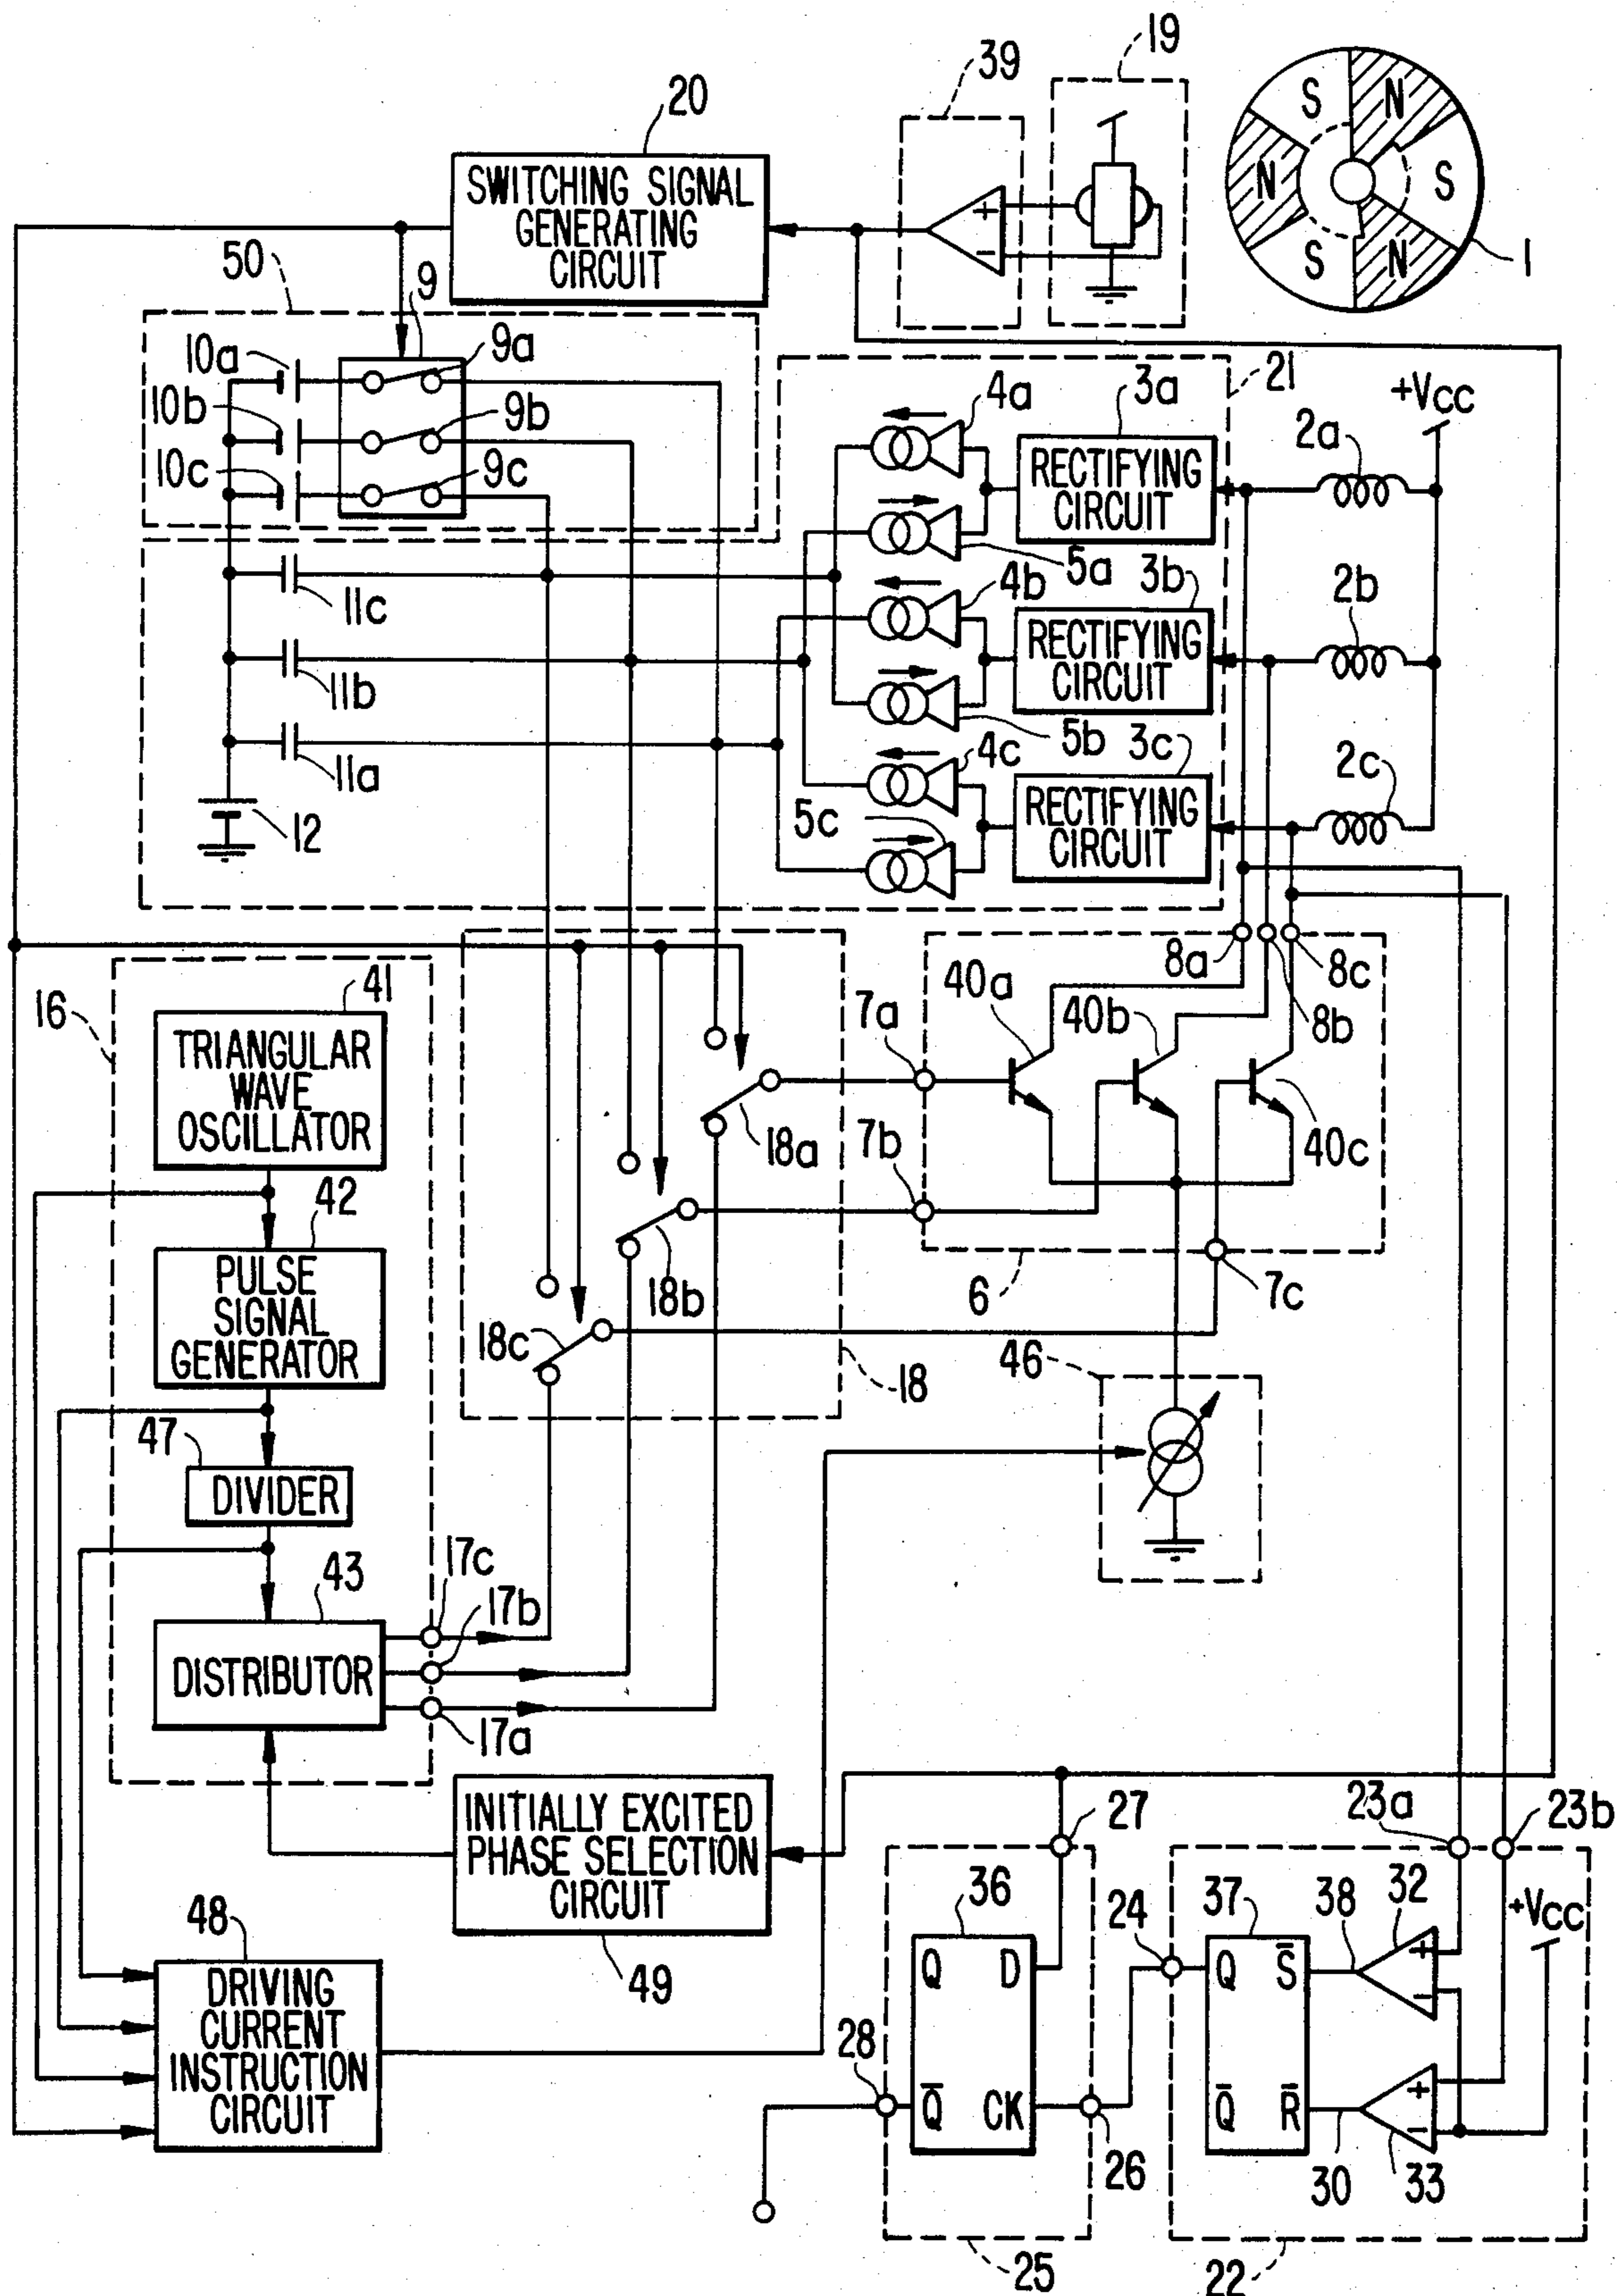 19
39
20
SWITCHING SIGNAL
GENERATING
CIRCUIT
+
−
S
N
N
S
S
N
1
50
9
10a
9a
10b
9b
10c
9c
21
4a
3a
+VCC
2a
RECTIFYING
CIRCUIT
5a
4b
3b
2b
11c
RECTIFYING
CIRCUIT
11b
5b
4c
3c
2c
11a
12
5c
RECTIFYING
CIRCUIT
8a
8c
8b
16
41
TRIANGULAR
WAVE
OSCILLATOR
7a
40a
40b
40c
18a
7b
42
PULSE
SIGNAL
GENERATOR
18b
6
7c
18c
18
46
47
DIVIDER
43
17c
17b
DISTRIBUTOR
17a
INITIALLY EXCITED
PHASE SELECTION
CIRCUIT
49
27
23a
23b
48
DRIVING
CURRENT
INSTRUCTION
CIRCUIT
36
24
37
38
32
+VCC
Q
D
Q
S̅
+
−
28
Q̅
CK
26
Q̅
R̅
+
−
30
33
25
22